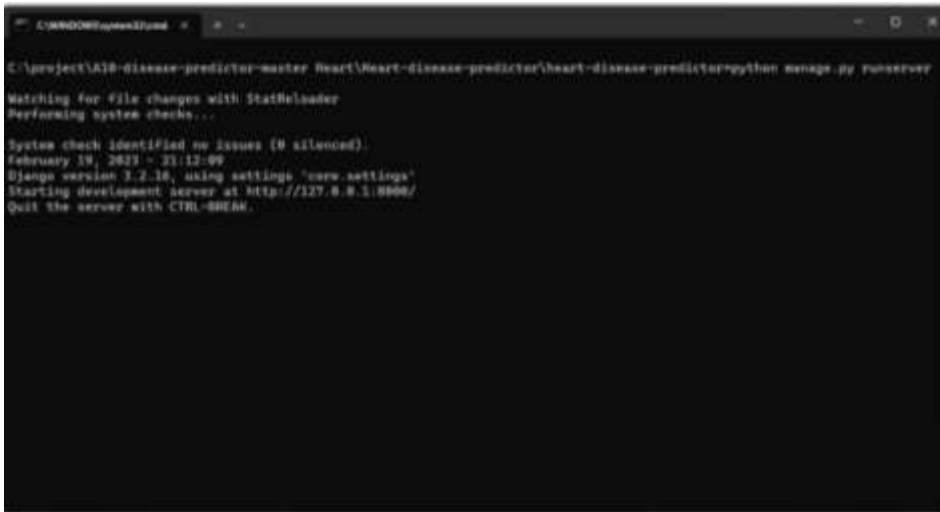 C:\WINDOWS\system32\cmd
C:\project\A10-disease-predictor-master Heart\Heart-disease-predictor\heart-disease-predictor>python manage.py runserver
Watching for file changes with StatReloader
Performing system checks...
System check identified no issues (0 silenced).
February 19, 2023 - 21:12:09
Django version 3.2.16, using settings 'core.settings'
Starting development server at http://127.0.0.1:8000/
Quit the server with CTRL-BREAK.